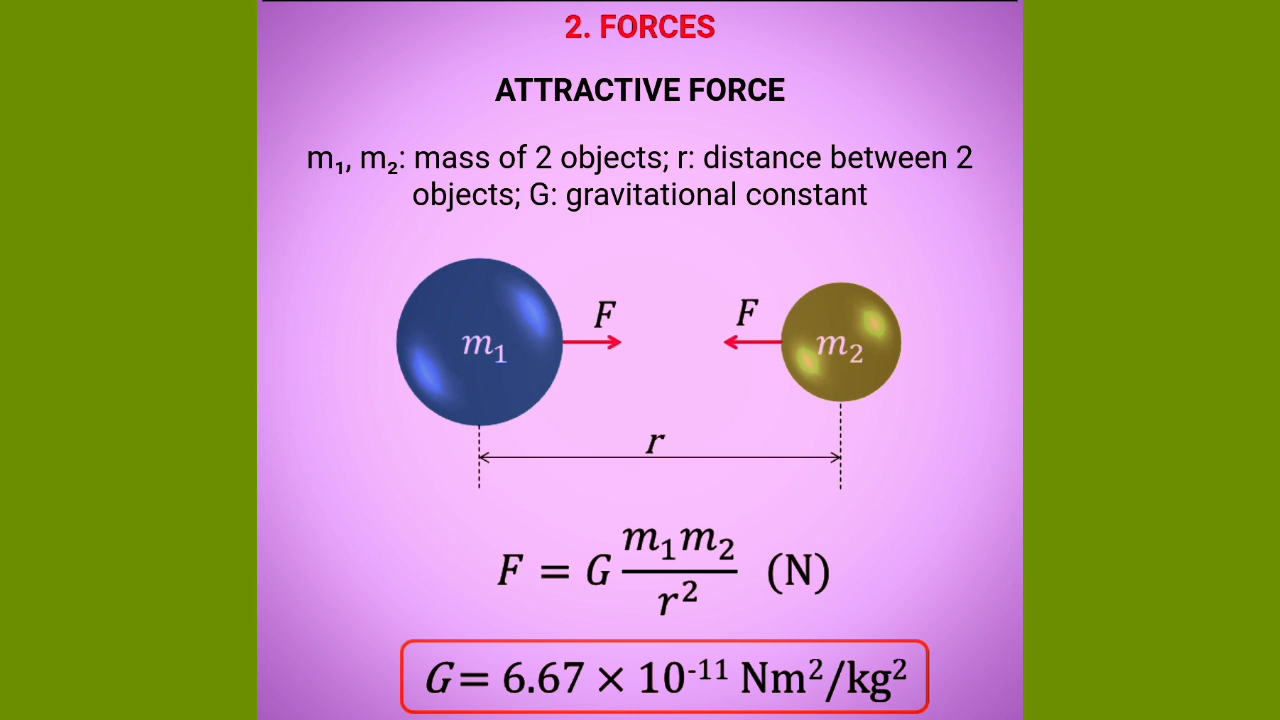 2. FORCES
ATTRACTIVE FORCE
m₁, m₂: mass of 2 objects; r: distance between 2
objects; G: gravitational constant
F F
m₁ m₂
r
F = G m₁m₂/r² (N)
G = 6.67 × 10⁻¹¹ Nm²/kg²